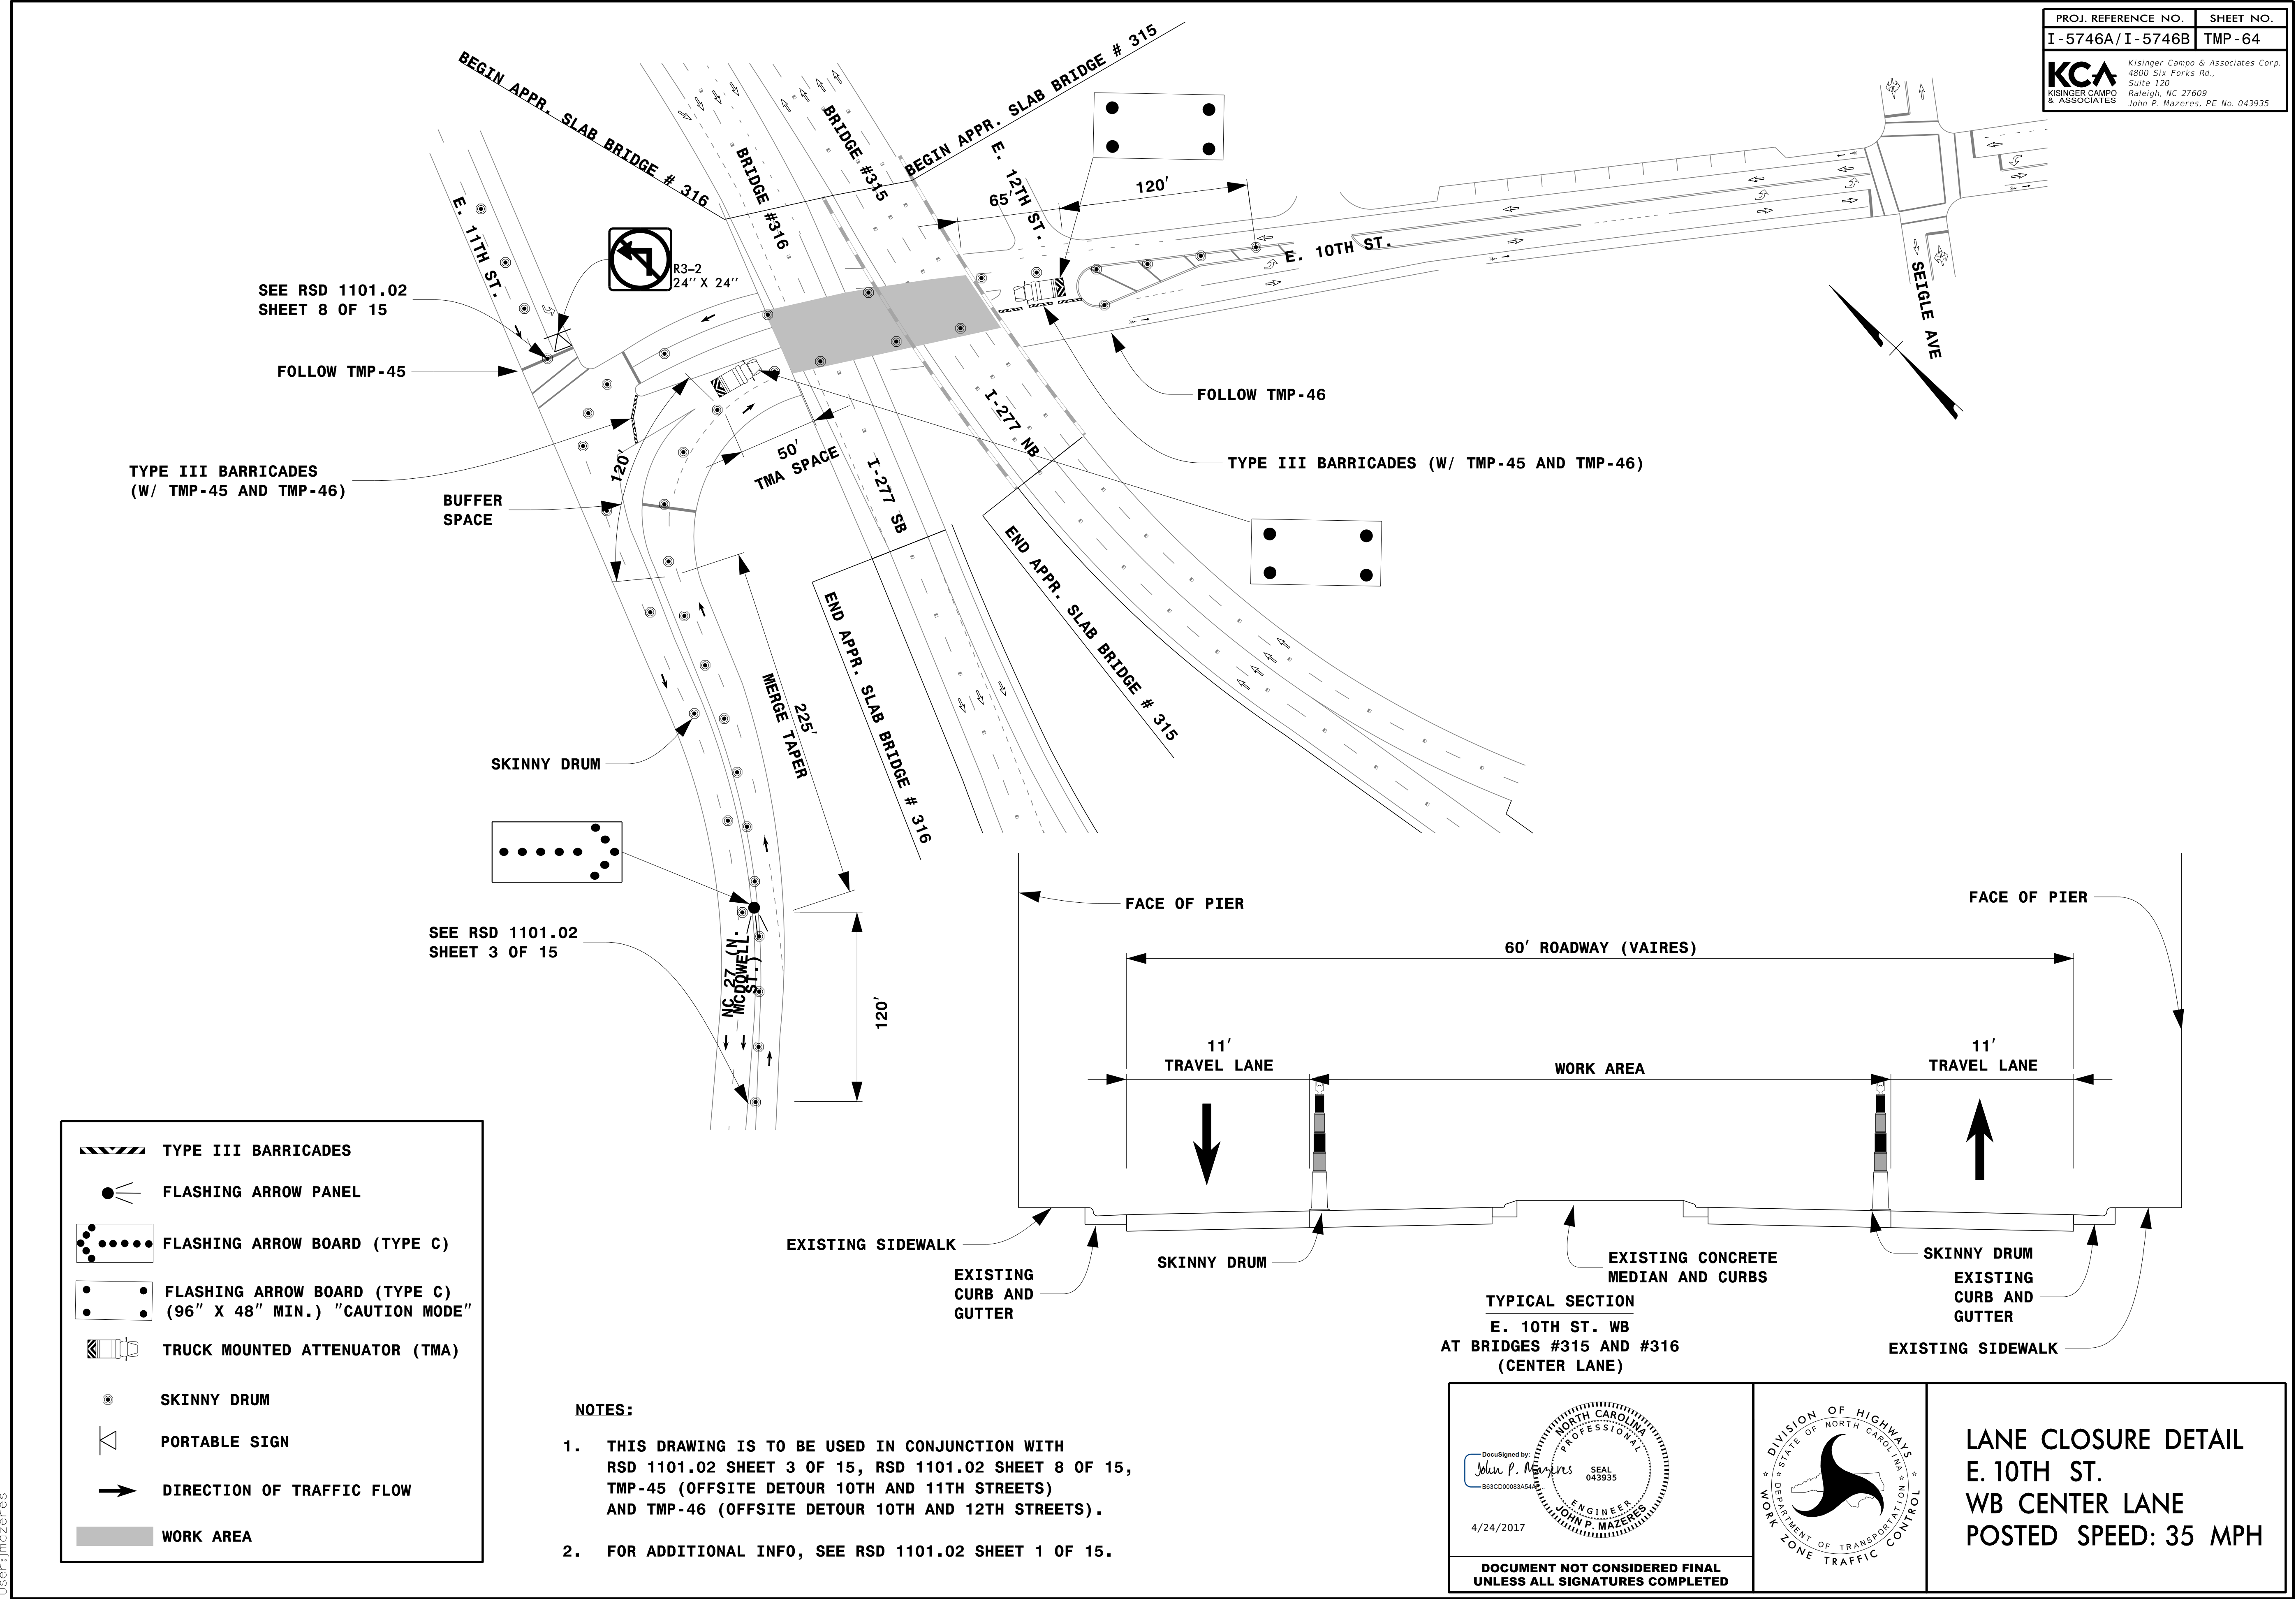 PROJ. REFERENCE NO. SHEET NO.
I-5746A/I-5746B TMP-64
KCA
KISINGER CAMPO
& ASSOCIATES
Kisinger Campo & Associates Corp.
4800 Six Forks Rd.,
Suite 120
Raleigh, NC 27609
John P. Mazeres, PE No. 043935
BEGIN APPR. SLAB BRIDGE # 316
BEGIN APPR. SLAB BRIDGE # 315
BRIDGE #316
BRIDGE #315
E. 12TH ST.
65'
120'
E. 11TH ST.
R3-2
24" X 24"
E. 10TH ST.
SEIGLE AVE
SEE RSD 1101.02
SHEET 8 OF 15
FOLLOW TMP-45
FOLLOW TMP-46
TYPE III BARRICADES
(W/ TMP-45 AND TMP-46)
TYPE III BARRICADES (W/ TMP-45 AND TMP-46)
120'
50'
TMA SPACE
I-277 SB
I-277 NB
BUFFER
SPACE
END APPR. SLAB BRIDGE # 316
END APPR. SLAB BRIDGE # 315
225'
MERGE TAPER
SKINNY DRUM
SEE RSD 1101.02
SHEET 3 OF 15
NC 27 (N.
MCDOWELL
ST.)
120'
FACE OF PIER
FACE OF PIER
60' ROADWAY (VAIRES)
11'
TRAVEL LANE
WORK AREA
11'
TRAVEL LANE
EXISTING SIDEWALK
EXISTING
CURB AND
GUTTER
SKINNY DRUM
EXISTING CONCRETE
MEDIAN AND CURBS
SKINNY DRUM
EXISTING
CURB AND
GUTTER
EXISTING SIDEWALK
TYPICAL SECTION
E. 10TH ST. WB
AT BRIDGES #315 AND #316
(CENTER LANE)
TYPE III BARRICADES
FLASHING ARROW PANEL
FLASHING ARROW BOARD (TYPE C)
FLASHING ARROW BOARD (TYPE C)
(96" X 48" MIN.) "CAUTION MODE"
TRUCK MOUNTED ATTENUATOR (TMA)
SKINNY DRUM
PORTABLE SIGN
DIRECTION OF TRAFFIC FLOW
WORK AREA
NOTES:
1. THIS DRAWING IS TO BE USED IN CONJUNCTION WITH
RSD 1101.02 SHEET 3 OF 15, RSD 1101.02 SHEET 8 OF 15,
TMP-45 (OFFSITE DETOUR 10TH AND 11TH STREETS)
AND TMP-46 (OFFSITE DETOUR 10TH AND 12TH STREETS).
2. FOR ADDITIONAL INFO, SEE RSD 1101.02 SHEET 1 OF 15.
DocuSigned by:
John P. Mazeres
B63CD00083A54A
4/24/2017
NORTH CAROLINA
PROFESSIONAL
SEAL
043935
ENGINEER
JOHN P. MAZERES
DOCUMENT NOT CONSIDERED FINAL
UNLESS ALL SIGNATURES COMPLETED
DIVISION OF HIGHWAYS
STATE OF NORTH CAROLINA
DEPARTMENT OF TRANSPORTATION
WORK ZONE TRAFFIC CONTROL
LANE CLOSURE DETAIL
E. 10TH ST.
WB CENTER LANE
POSTED SPEED: 35 MPH
user:jmazeres